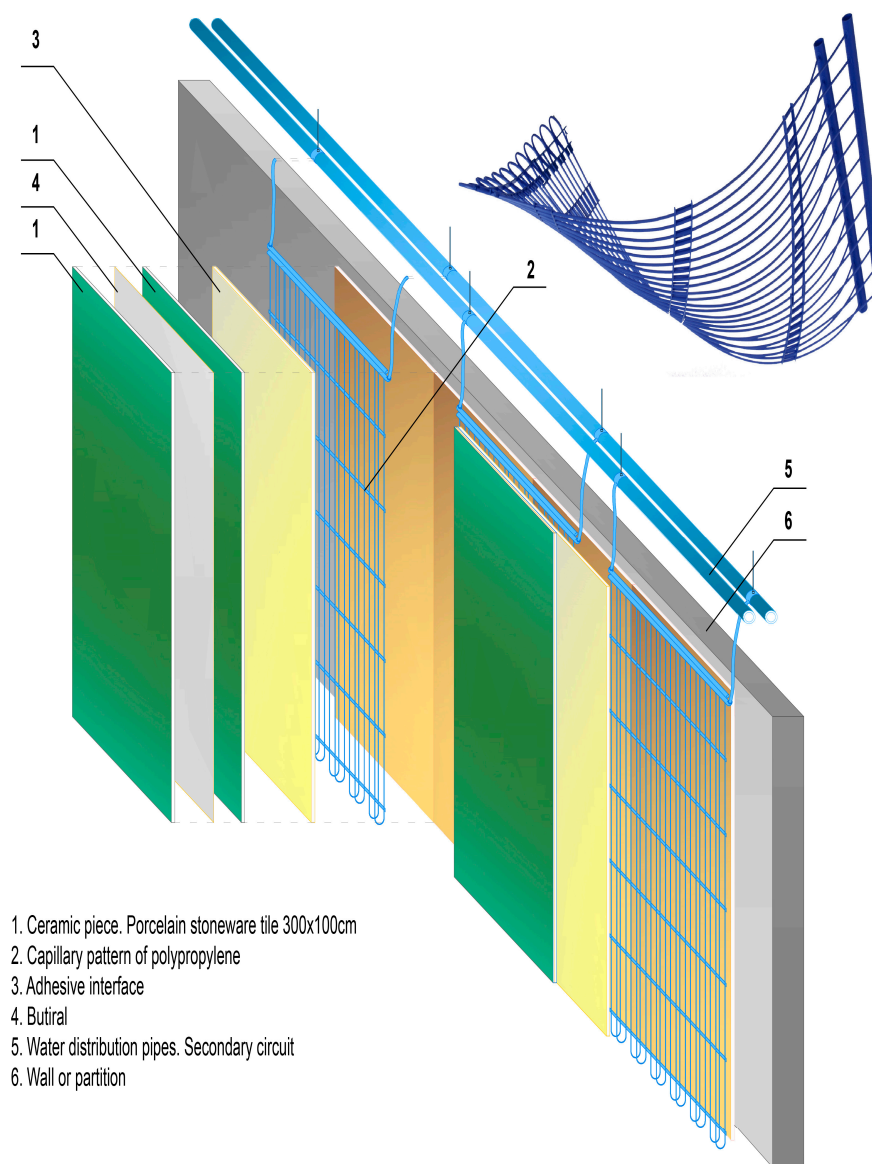 3
1
4
1
2
5
6
1. Ceramic piece. Porcelain stoneware tile 300x100cm
2. Capillary pattern of polypropylene
3. Adhesive interface
4. Butiral
5. Water distribution pipes. Secondary circuit
6. Wall or partition